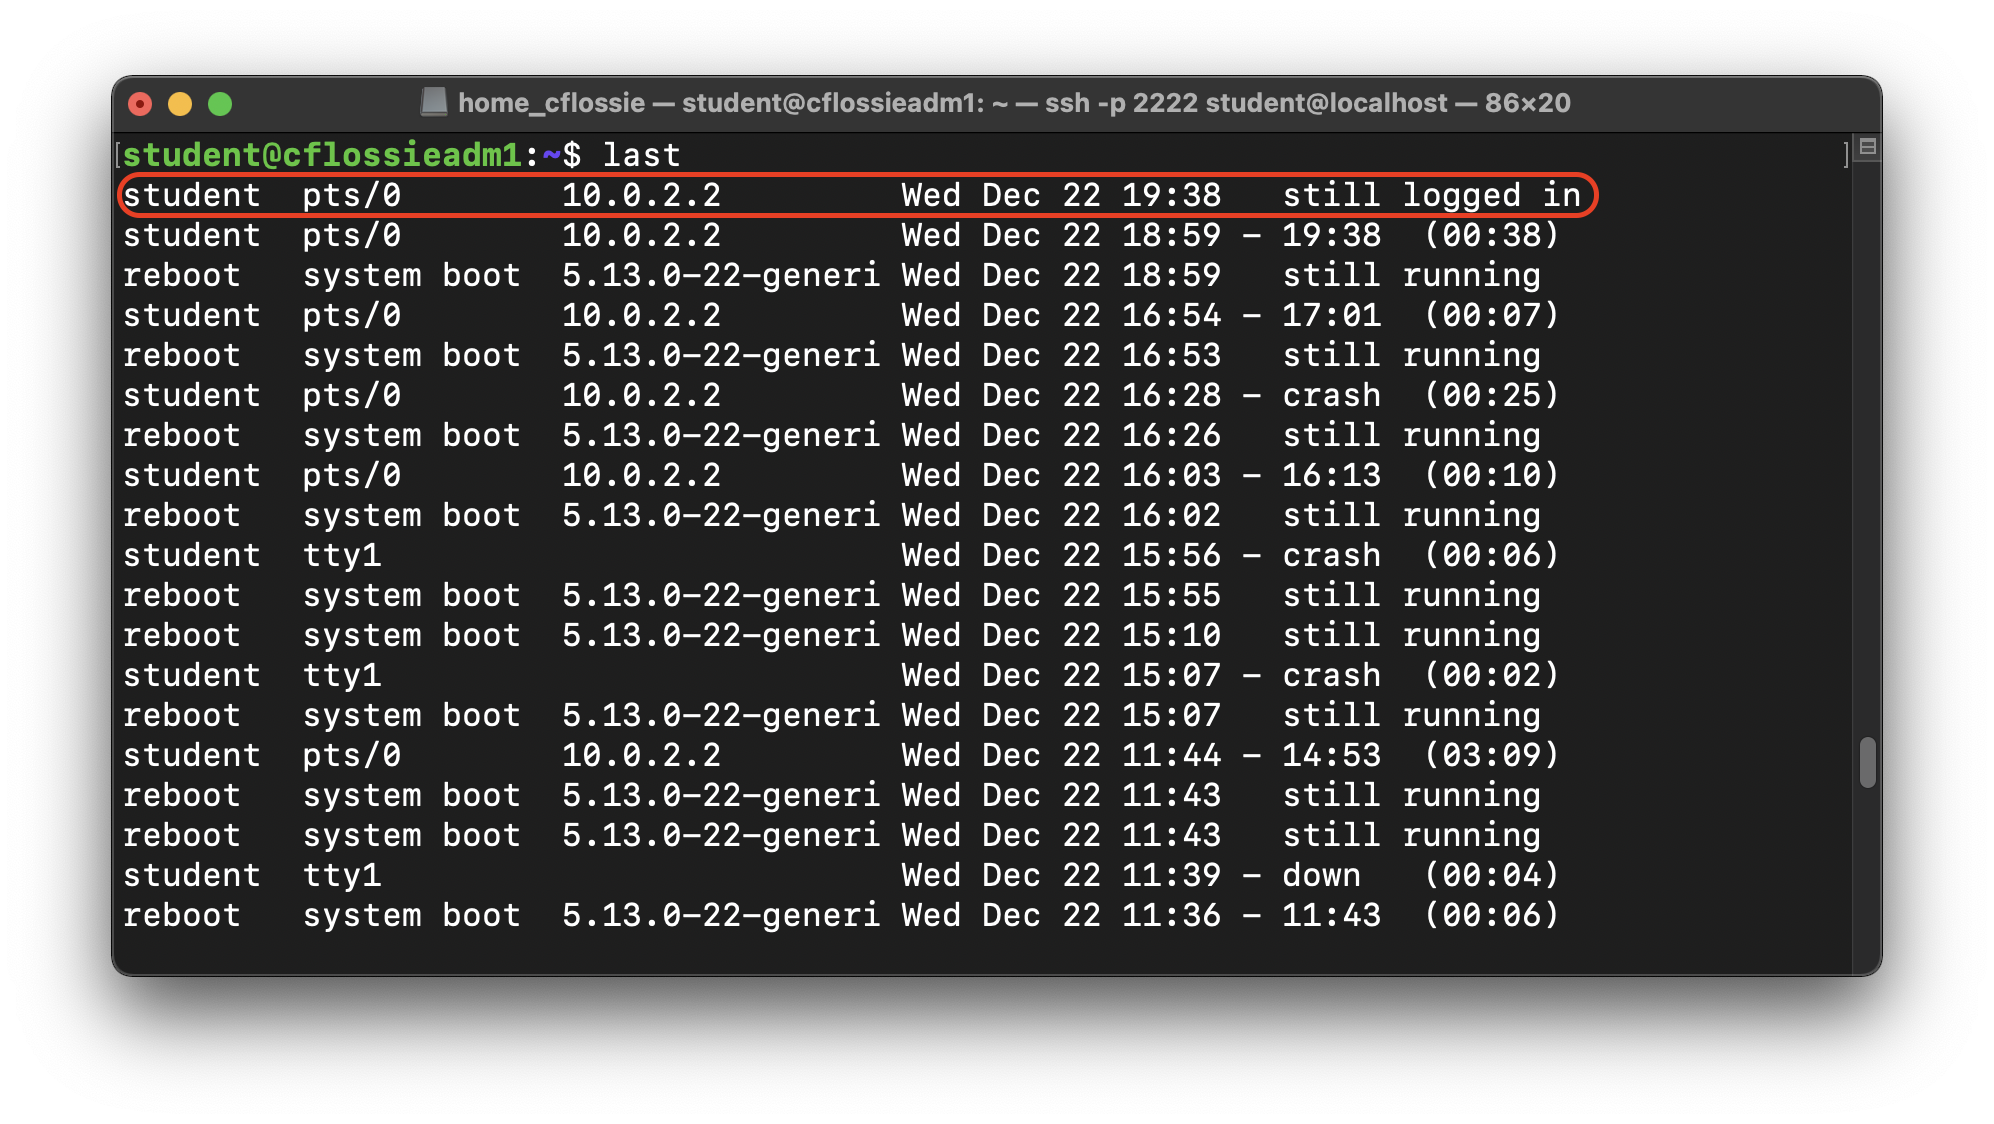 home_cflossie — student@cflossieadm1: ~ — ssh -p 2222 student@localhost — 86×20
[student@cflossieadm1:~$ last ]
student  pts/0        10.0.2.2         Wed Dec 22 19:38   still logged in
student  pts/0        10.0.2.2         Wed Dec 22 18:59 - 19:38  (00:38)
reboot   system boot  5.13.0-22-generi Wed Dec 22 18:59   still running
student  pts/0        10.0.2.2         Wed Dec 22 16:54 - 17:01  (00:07)
reboot   system boot  5.13.0-22-generi Wed Dec 22 16:53   still running
student  pts/0        10.0.2.2         Wed Dec 22 16:28 - crash  (00:25)
reboot   system boot  5.13.0-22-generi Wed Dec 22 16:26   still running
student  pts/0        10.0.2.2         Wed Dec 22 16:03 - 16:13  (00:10)
reboot   system boot  5.13.0-22-generi Wed Dec 22 16:02   still running
student  tty1                          Wed Dec 22 15:56 - crash  (00:06)
reboot   system boot  5.13.0-22-generi Wed Dec 22 15:55   still running
reboot   system boot  5.13.0-22-generi Wed Dec 22 15:10   still running
student  tty1                          Wed Dec 22 15:07 - crash  (00:02)
reboot   system boot  5.13.0-22-generi Wed Dec 22 15:07   still running
student  pts/0        10.0.2.2         Wed Dec 22 11:44 - 14:53  (03:09)
reboot   system boot  5.13.0-22-generi Wed Dec 22 11:43   still running
reboot   system boot  5.13.0-22-generi Wed Dec 22 11:43   still running
student  tty1                          Wed Dec 22 11:39 - down   (00:04)
reboot   system boot  5.13.0-22-generi Wed Dec 22 11:36 - 11:43  (00:06)